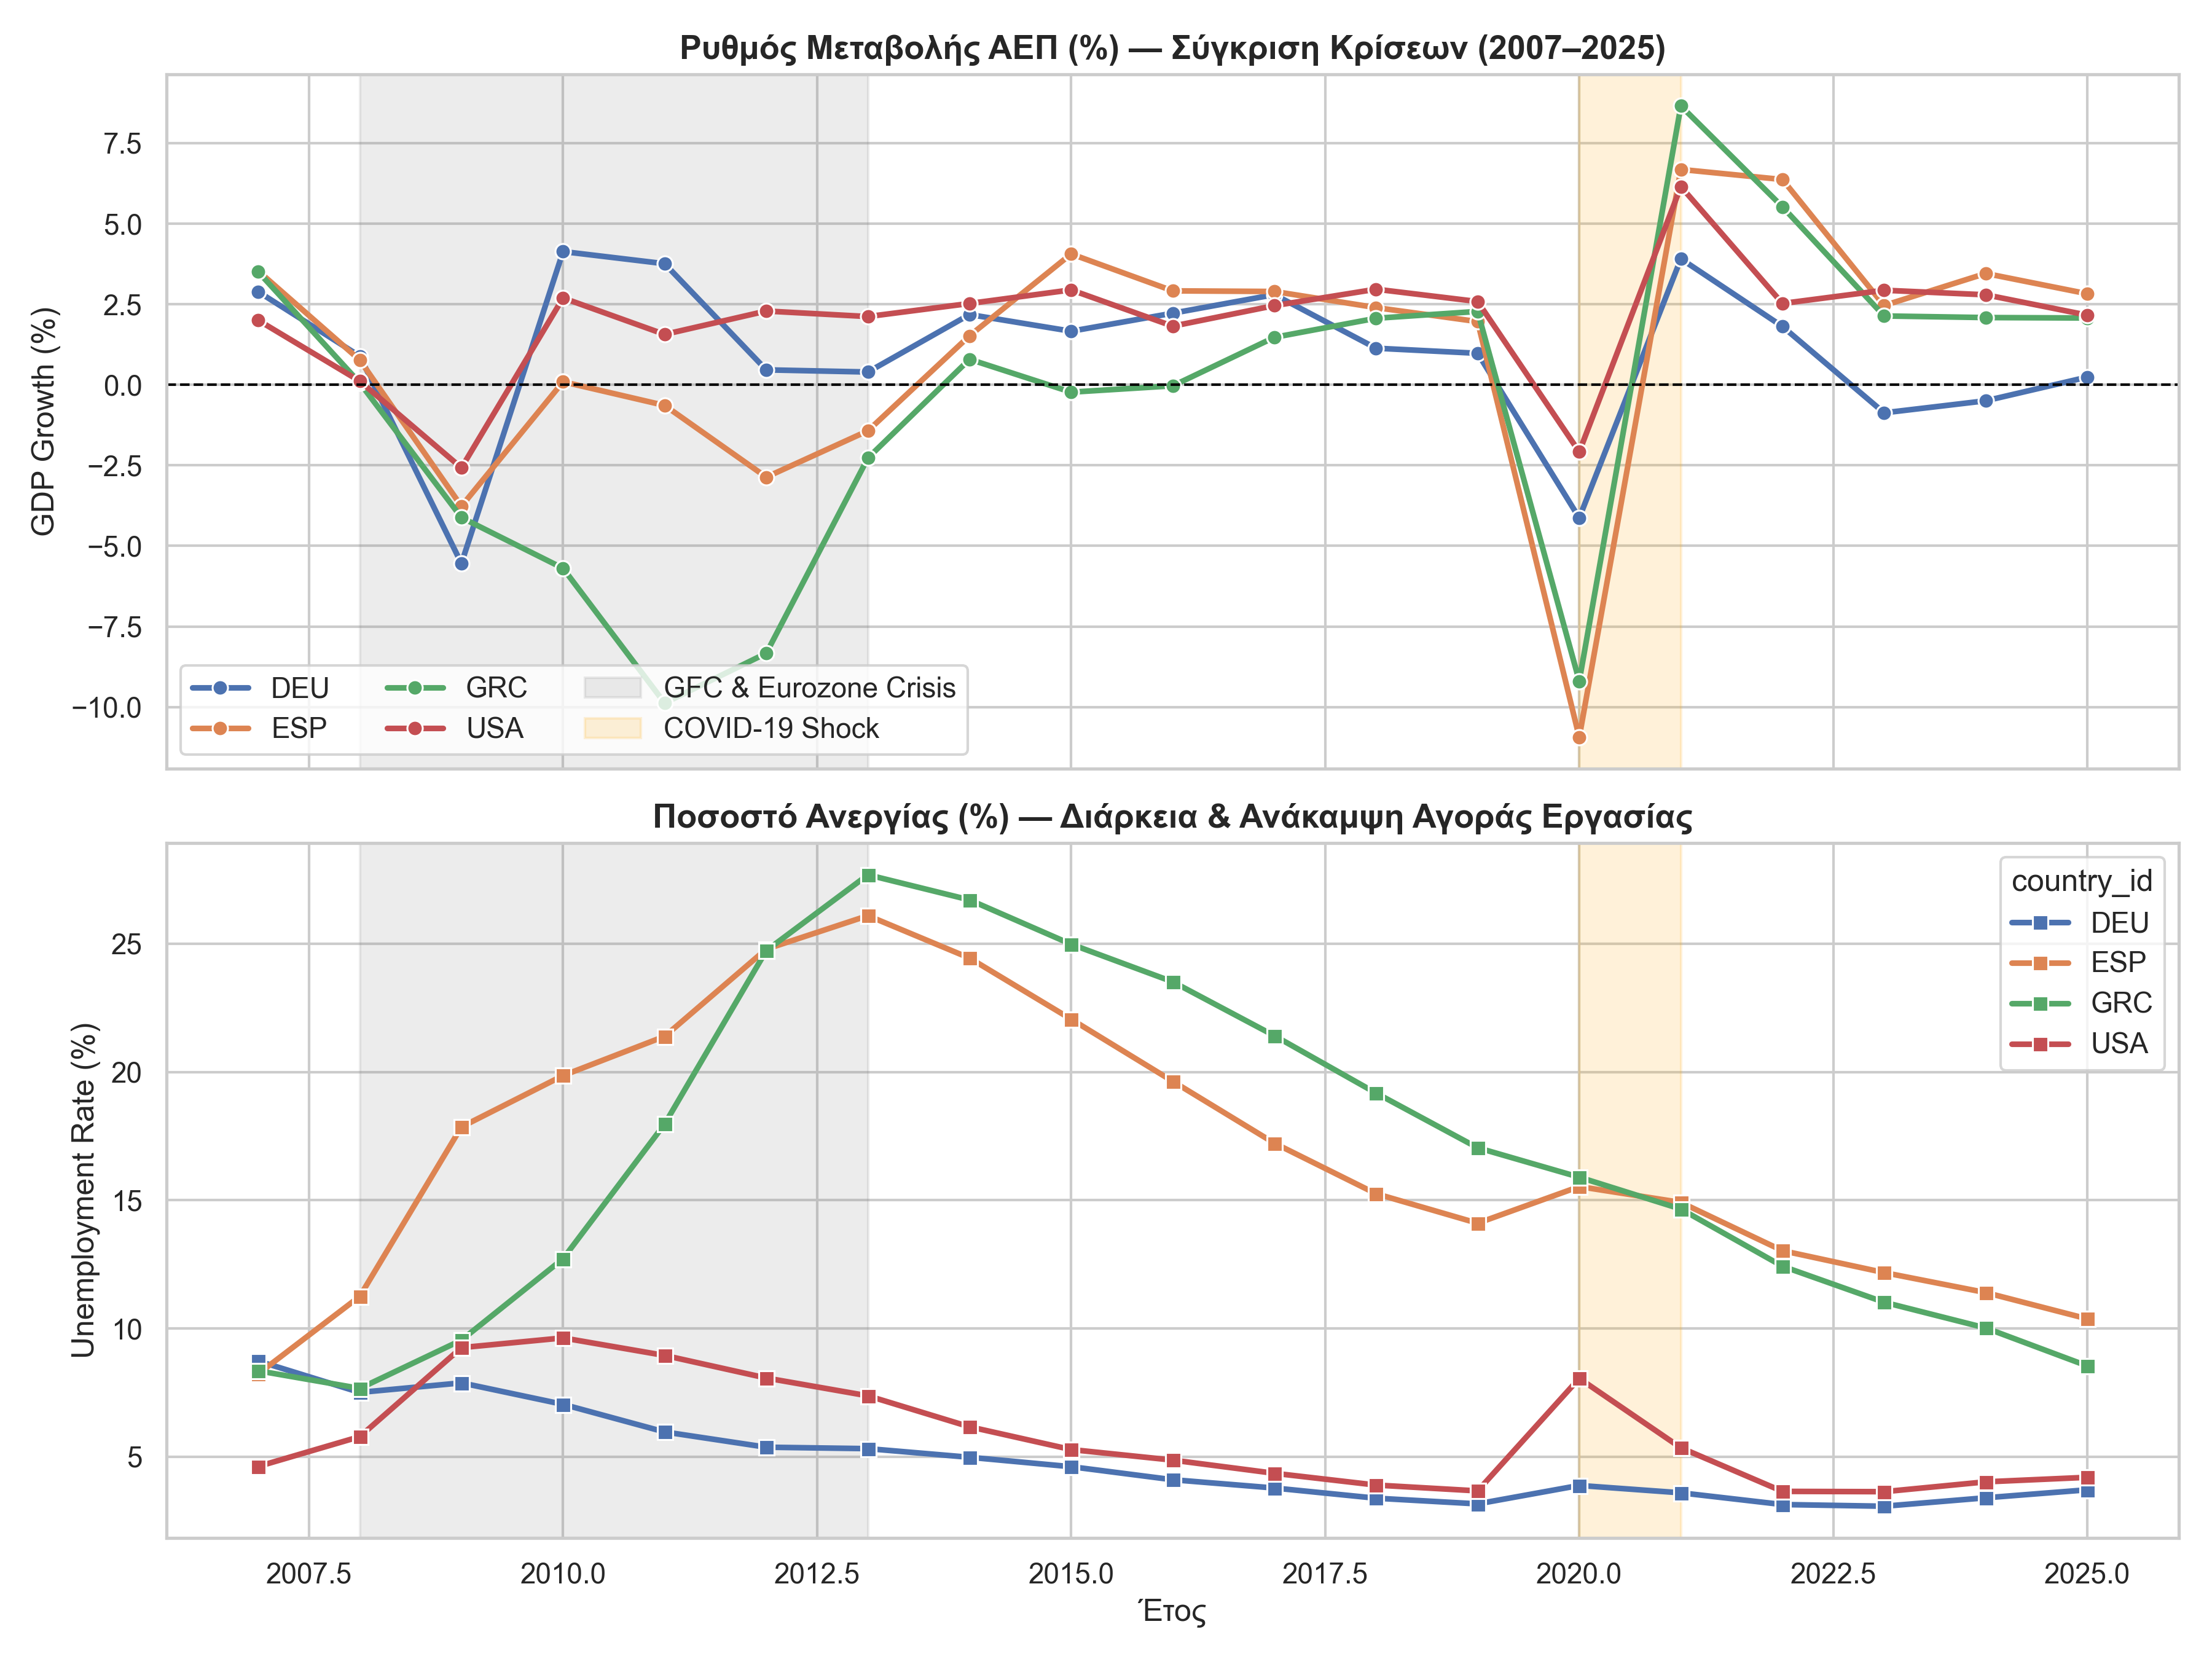 Ρυθμός Μεταβολής ΑΕΠ (%) — Σύγκριση Κρίσεων (2007–2025)
GDP Growth (%)
7.5
5.0
2.5
0.0
−2.5
−5.0
−7.5
−10.0
DEU GRC GFC & Eurozone Crisis
ESP USA COVID-19 Shock
Ποσοστό Ανεργίας (%) — Διάρκεια & Ανάκαμψη Αγοράς Εργασίας
Unemployment Rate (%)
25
20
15
10
5
country_id
DEU
ESP
GRC
USA
2007.5 2010.0 2012.5 2015.0 2017.5 2020.0 2022.5 2025.0
Έτος